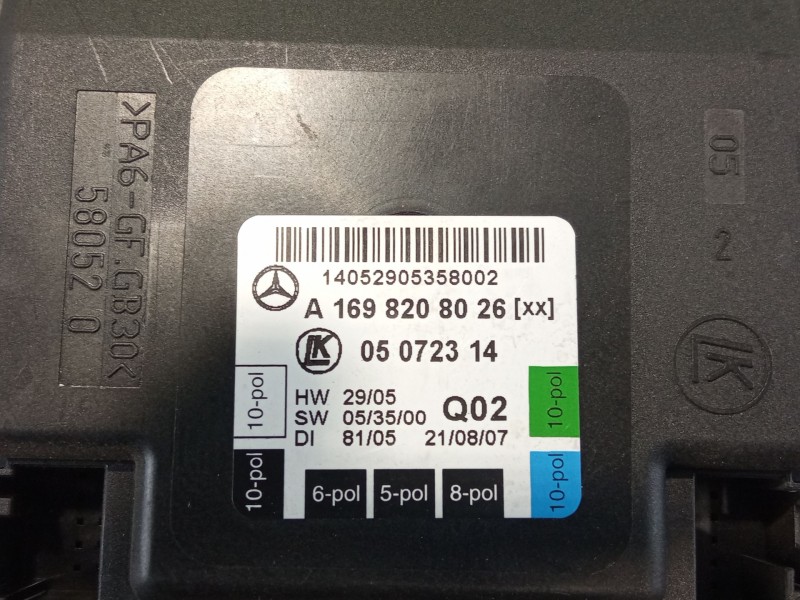 >PA6-GF.GB30<
58052 0
05
2
LK
14052905358002
A 169 820 80 26 [xx]
LK 05 0723 14
HW 29/05
SW 05/35/00
DI 81/05
Q02
21/08/07
10-pol
10-pol
6-pol
5-pol
8-pol
10-pol
10-pol